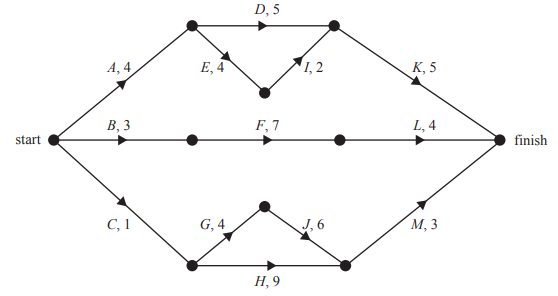 D, 5
A, 4
E, 4
I, 2
K, 5
start
B, 3
F, 7
L, 4
finish
C, 1
G, 4
J, 6
M, 3
H, 9